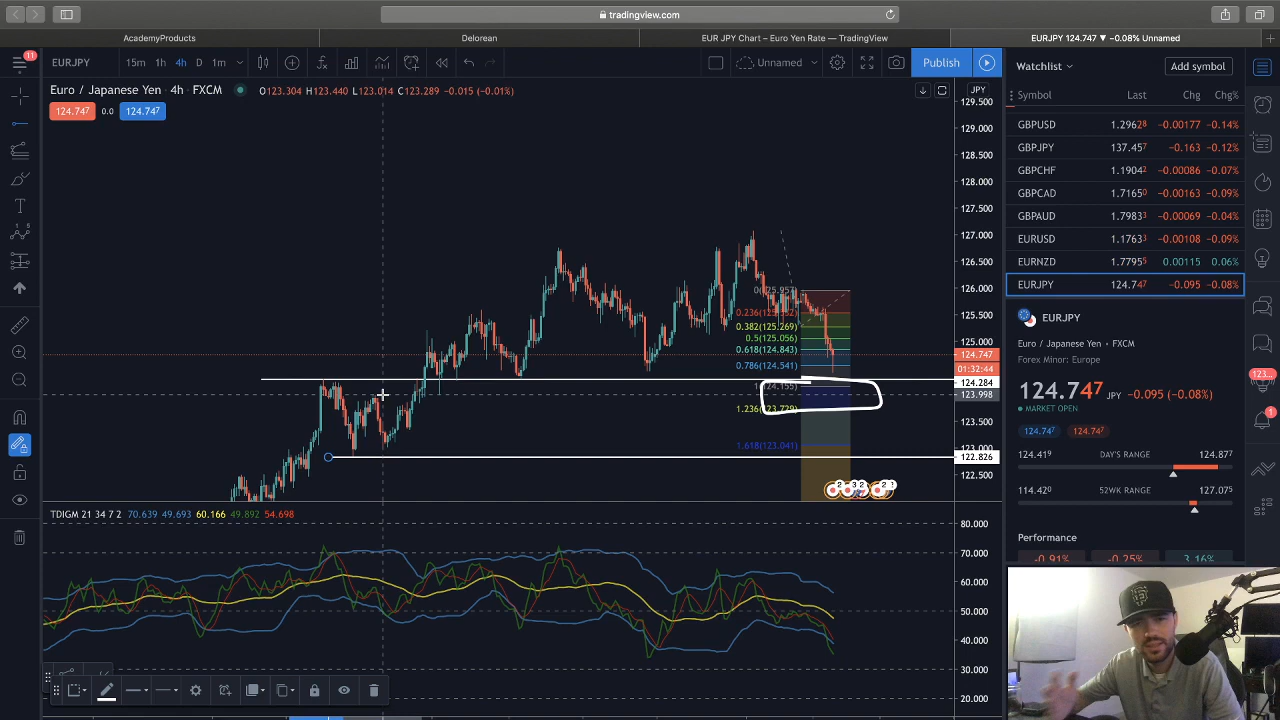 tradingview.com
AcademyProducts
Delorean
EUR JPY Chart – Euro Yen Rate — TradingView
EURJPY 124.747 ▼ −0.08% Unnamed
11
EURJPY
15m 1h 4h D 1m
Unnamed
Publish
Watchlist
Add symbol
Euro / Japanese Yen · 4h · FXCM
O123.304 H123.440 L123.014 C123.289 −0.015 (−0.01%)
JPY
Symbol Last Chg Chg%
124.747 0.0 124.747
GBPUSD 1.29628 −0.00177 −0.14%
GBPJPY 137.457 −0.163 −0.12%
GBPCHF 1.19042 −0.00086 −0.07%
GBPCAD 1.71650 −0.00163 −0.09%
GBPAUD 1.79833 −0.00069 −0.04%
EURUSD 1.17633 −0.00108 −0.09%
EURNZD 1.77955 0.00115 0.06%
EURJPY 124.747 −0.095 −0.08%
129.500
129.000
128.500
128.000
127.500
127.000
126.500
126.000
125.500
125.000
124.747
01:32:44
124.284
123.998
123.500
123.000
122.826
122.500
0.382(125.269)
0.5(125.056)
0.618(124.843)
0.786(124.541)
1(124.155)
1.236(123.729)
1.618(123.041)
EURJPY
Euro / Japanese Yen · FXCM
Forex Minor: Europe
124.747 JPY −0.095 (−0.08%)
MARKET OPEN
124.747 124.747
124.419 DAY'S RANGE 124.877
114.420 52WK RANGE 127.075
Performance
−0.91% −0.25% 3.16%
TDIGM 21 34 7 2 70.639 49.693 60.166 49.892 54.698
80.000
70.000
60.000
50.000
40.000
30.000
20.000